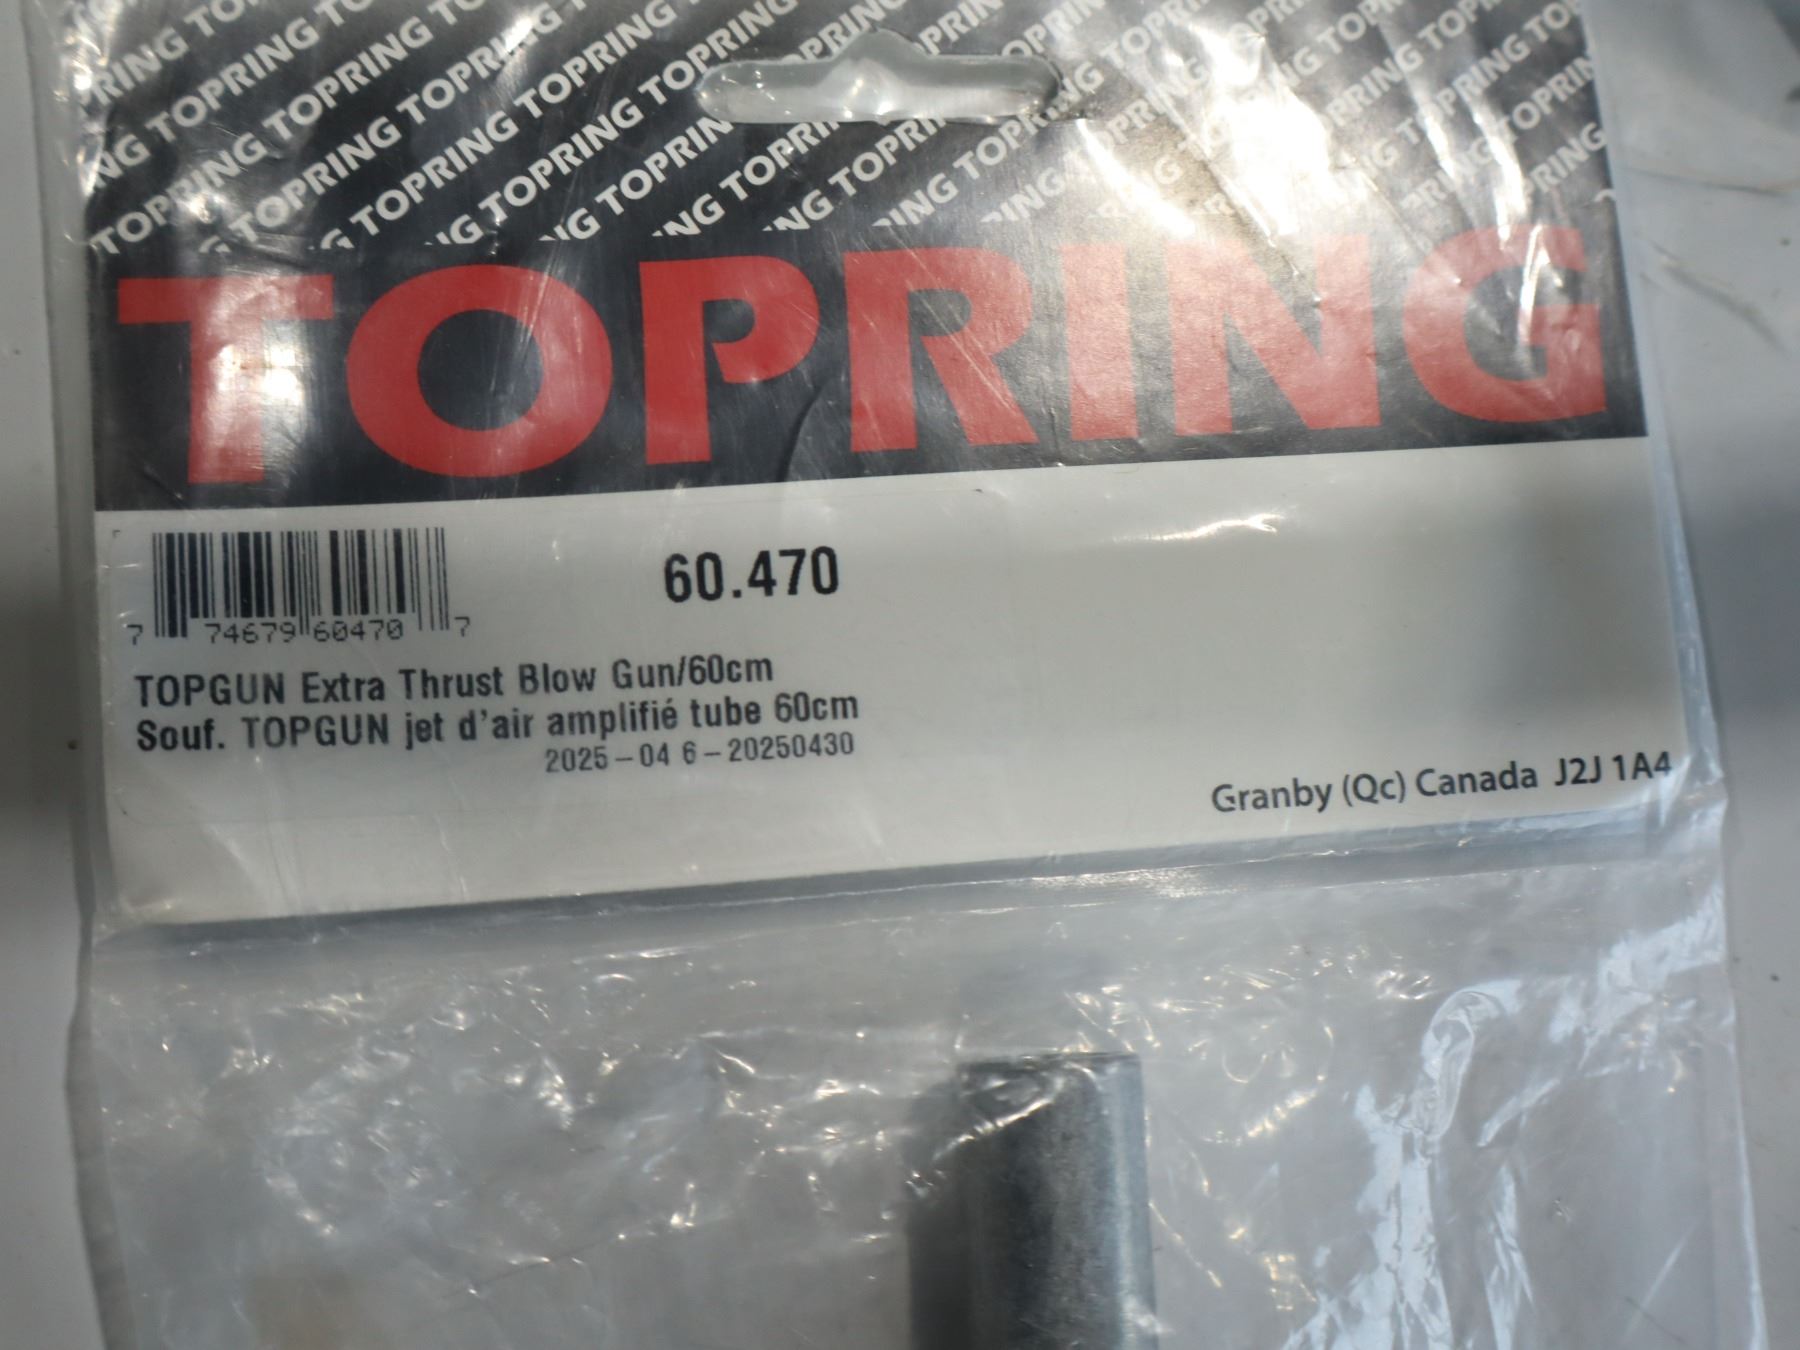 TOPRING TOPRING TOPRING TOPRING
TOPRING
60.470
7 74679 60470 7
TOPGUN Extra Thrust Blow Gun/60cm
Souf. TOPGUN jet d'air amplifié tube 60cm
2025-04 6-20250430
Granby (Qc) Canada J2J 1A4